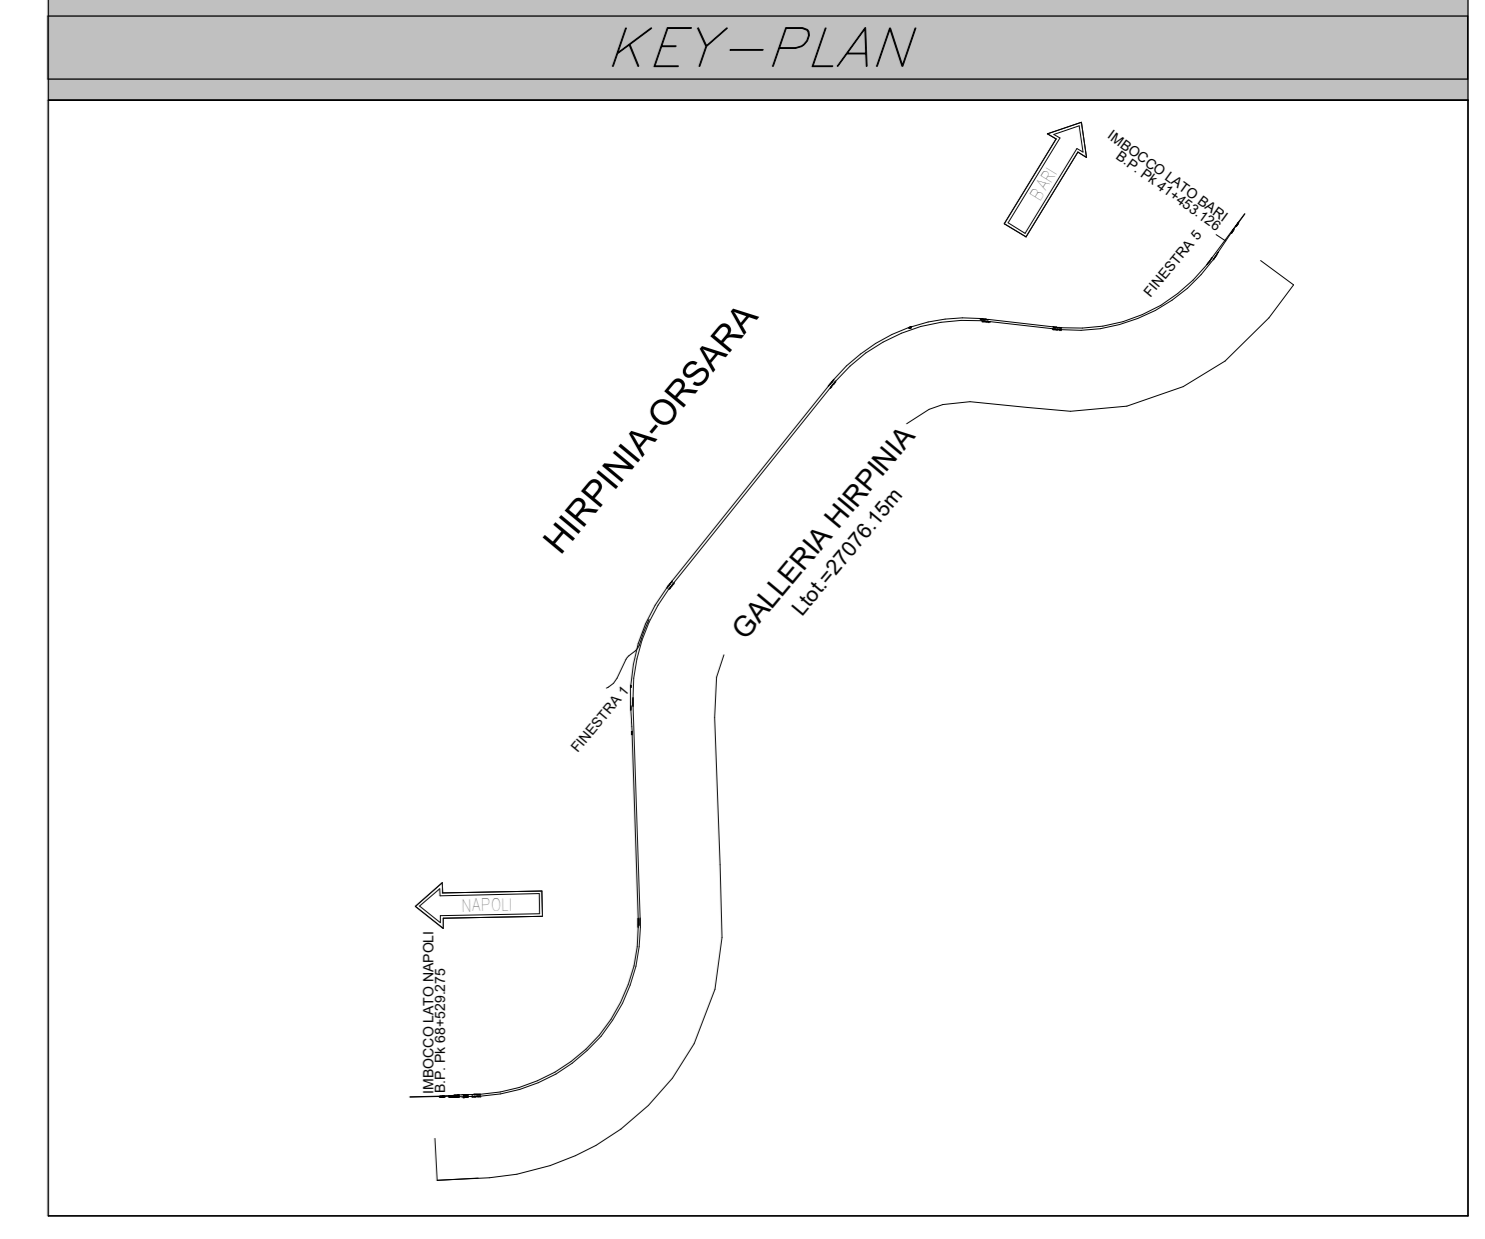 KEY-PLAN
BARI
IMBOCCO LATO BARI
B.P. Pk 41+453.126
FINESTRA 5
HIRPINIA-ORSARA
GALLERIA HIRPINIA
Ltot.=27076.15m
FINESTRA 1
NAPOLI
IMBOCCO LATO NAPOLI
B.P. Pk 68+529.275